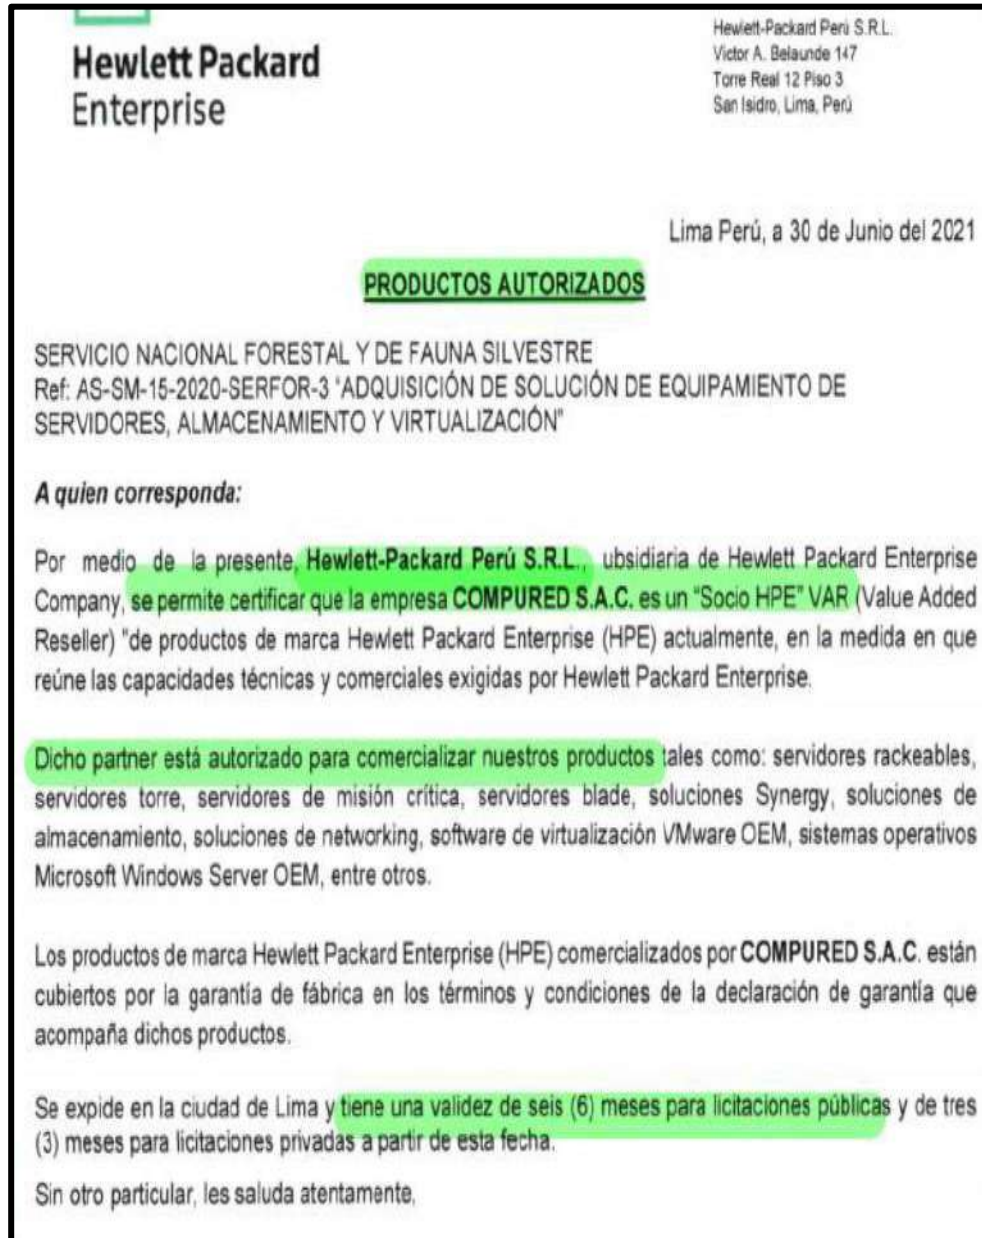 Hewlett Packard
Enterprise
Hewlett-Packard Perú S.R.L.
Victor A. Belaunde 147
Torre Real 12 Piso 3
San Isidro, Lima, Perú
Lima Perú, a 30 de Junio del 2021
PRODUCTOS AUTORIZADOS
SERVICIO NACIONAL FORESTAL Y DE FAUNA SILVESTRE
Ref: AS-SM-15-2020-SERFOR-3 "ADQUISICIÓN DE SOLUCIÓN DE EQUIPAMIENTO DE
SERVIDORES, ALMACENAMIENTO Y VIRTUALIZACIÓN"
A quien corresponda:
Por medio de la presente, Hewlett-Packard Perú S.R.L., ubsidiaria de Hewlett Packard Enterprise
Company, se permite certificar que la empresa COMPURED S.A.C. es un "Socio HPE" VAR (Value Added
Reseller) "de productos de marca Hewlett Packard Enterprise (HPE) actualmente, en la medida en que
reúne las capacidades técnicas y comerciales exigidas por Hewlett Packard Enterprise.
Dicho partner está autorizado para comercializar nuestros productos tales como: servidores rackeables,
servidores torre, servidores de misión crítica, servidores blade, soluciones Synergy, soluciones de
almacenamiento, soluciones de networking, software de virtualización VMware OEM, sistemas operativos
Microsoft Windows Server OEM, entre otros.
Los productos de marca Hewlett Packard Enterprise (HPE) comercializados por COMPURED S.A.C. están
cubiertos por la garantía de fábrica en los términos y condiciones de la declaración de garantía que
acompaña dichos productos.
Se expide en la ciudad de Lima y tiene una validez de seis (6) meses para licitaciones públicas y de tres
(3) meses para licitaciones privadas a partir de esta fecha.
Sin otro particular, les saluda atentamente,